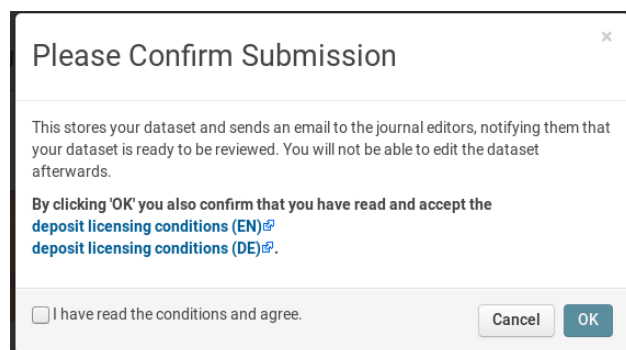 Please Confirm Submission
×
This stores your dataset and sends an email to the journal editors, notifying them that
your dataset is ready to be reviewed. You will not be able to edit the dataset
afterwards.
By clicking 'OK' you also confirm that you have read and accept the
deposit licensing conditions (EN)
deposit licensing conditions (DE).
I have read the conditions and agree.
Cancel
OK